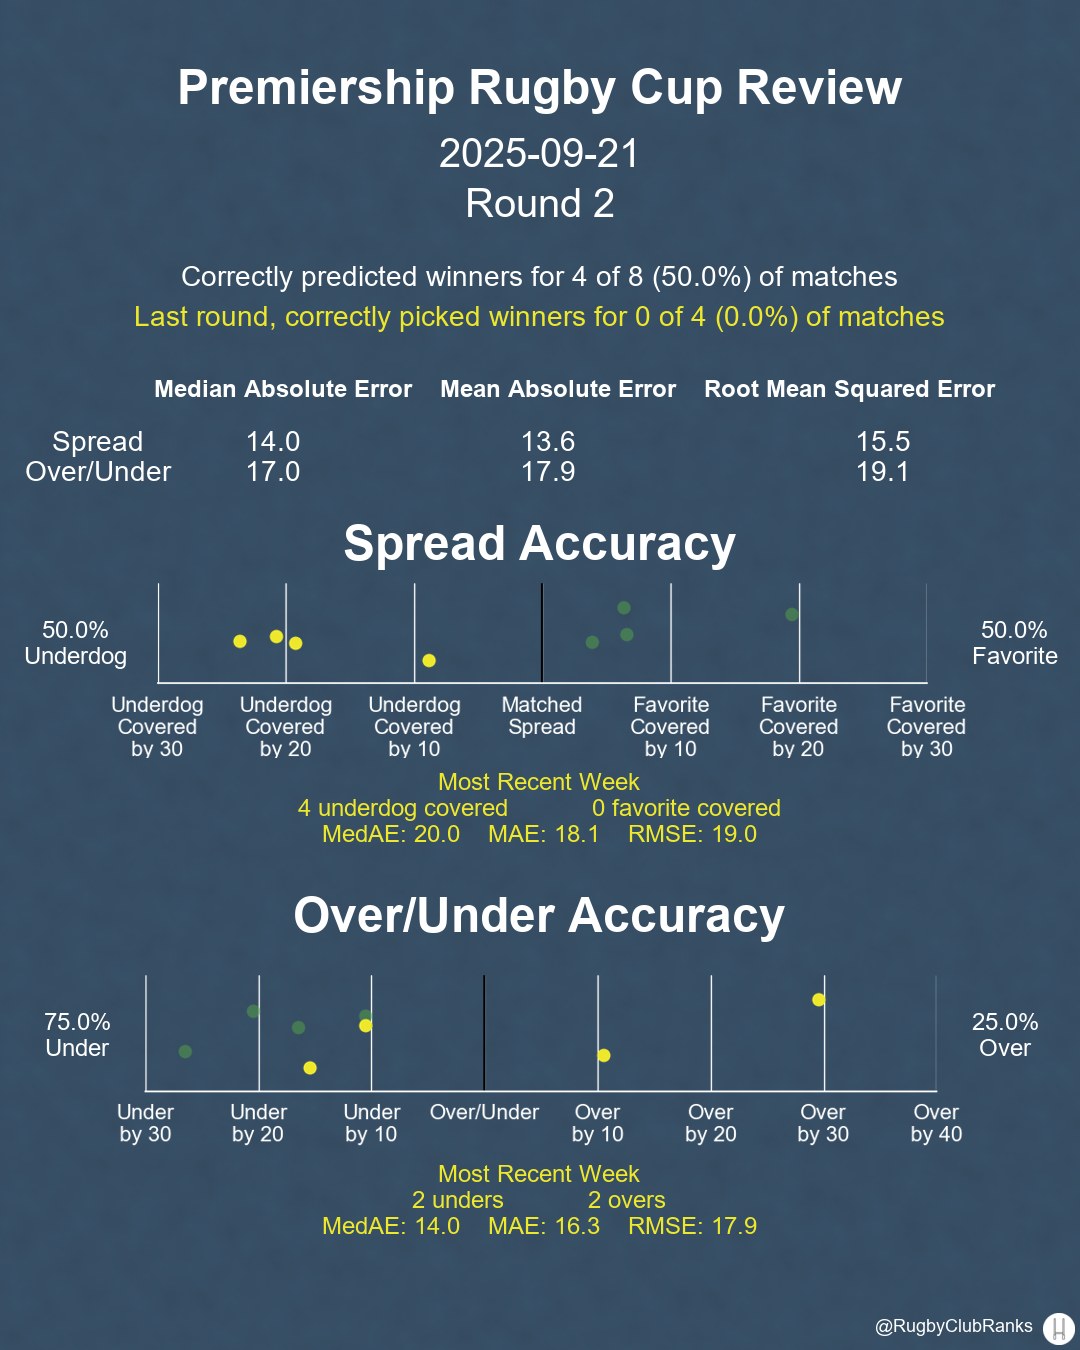 Premiership Rugby Cup Review
2025-09-21
Round 2
Correctly predicted winners for 4 of 8 (50.0%) of matches
Last round, correctly picked winners for 0 of 4 (0.0%) of matches
Median Absolute Error Mean Absolute Error Root Mean Squared Error
Spread 14.0 13.6 15.5
Over/Under 17.0 17.9 19.1
Spread Accuracy
50.0% 50.0%
Underdog Favorite
Underdog Underdog Underdog Matched Favorite Favorite Favorite
Covered Covered Covered Spread Covered Covered Covered
by 30 by 20 by 10 by 10 by 20 by 30
Most Recent Week
4 underdog covered 0 favorite covered
MedAE: 20.0 MAE: 18.1 RMSE: 19.0
Over/Under Accuracy
75.0% 25.0%
Under Over
Under Under Under Over/Under Over Over Over Over
by 30 by 20 by 10 by 10 by 20 by 30 by 40
Most Recent Week
2 unders 2 overs
MedAE: 14.0 MAE: 16.3 RMSE: 17.9
@RugbyClubRanks